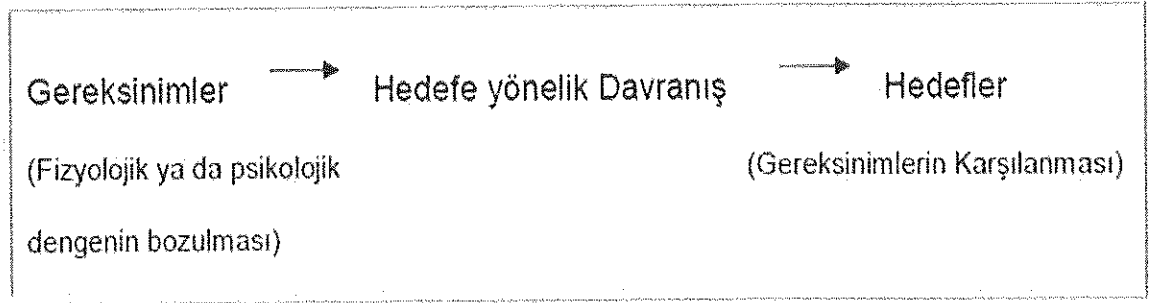 Gereksinimler → Hedefe yönelik Davranış → Hedefler
(Fizyolojik ya da psikolojik (Gereksinimlerin Karşılanması)
dengenin bozulması)